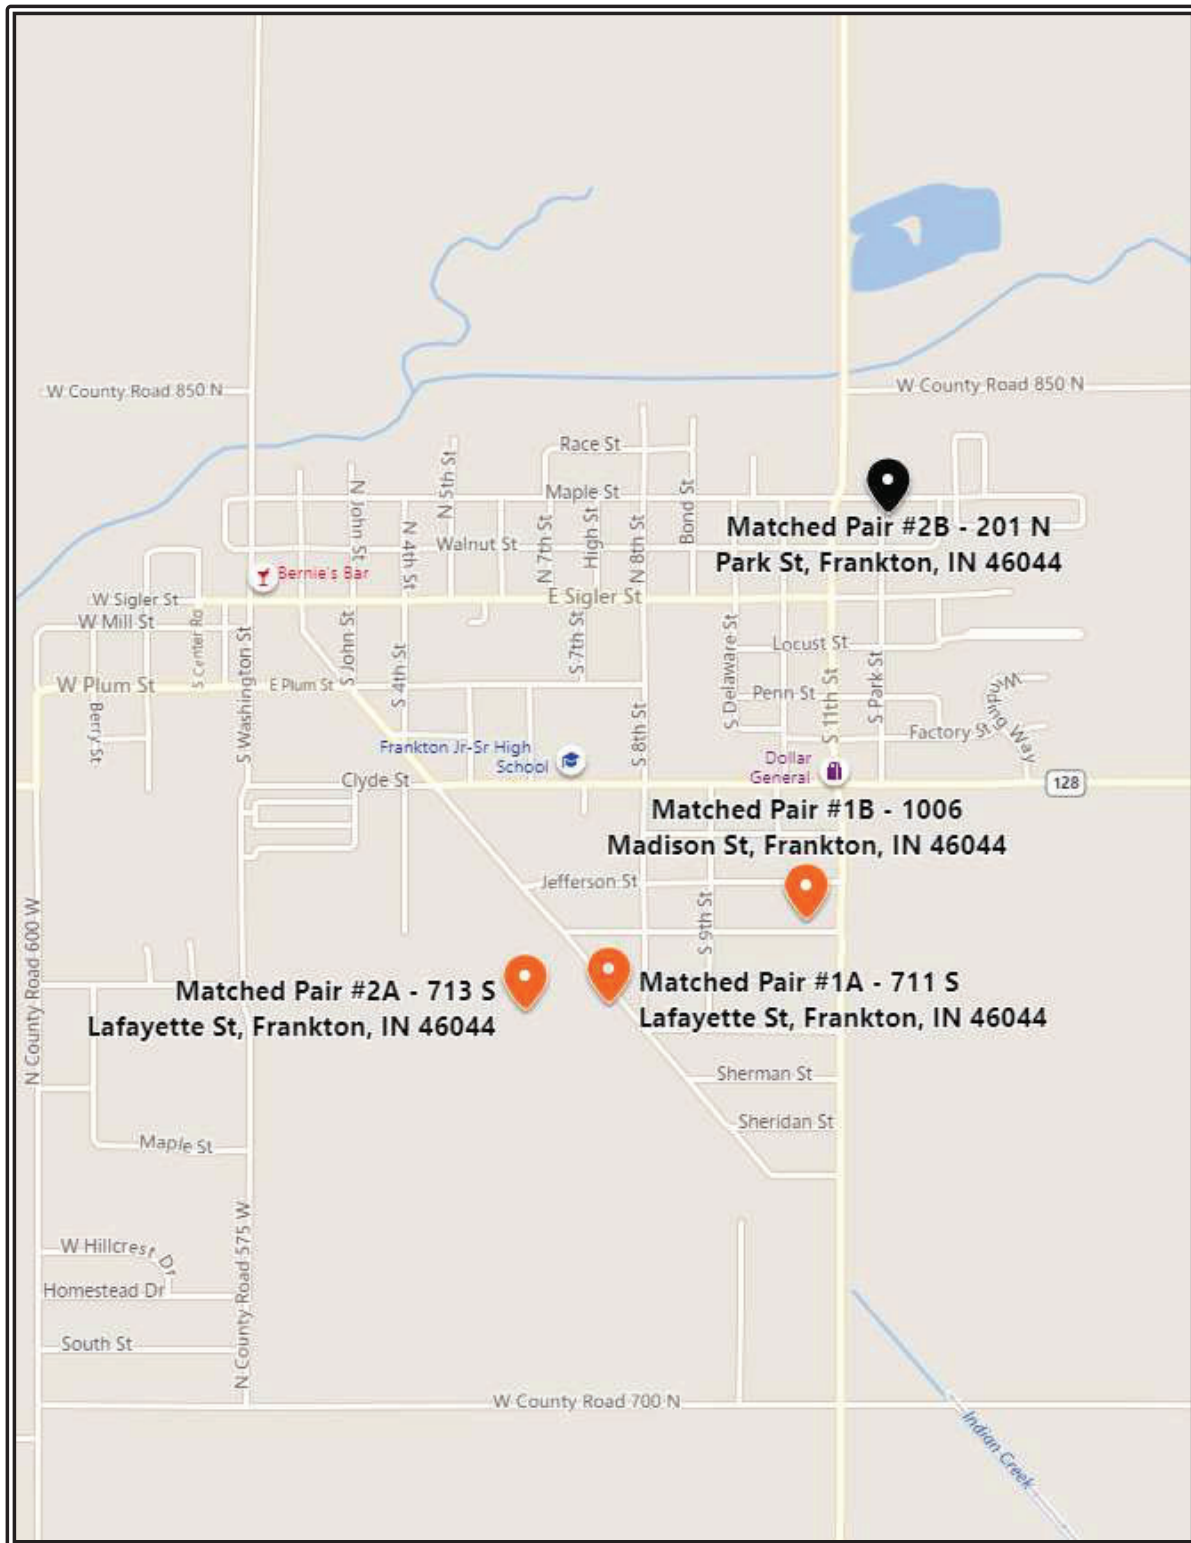 W County Road 850 N
W County Road 850 N
Race St
Maple St
N John St
N 4th St
N 5th St
N 7th St
High St
N 8th St
Bond St
Walnut St
Matched Pair #2B - 201 N
Park St, Frankton, IN 46044
Bernie's Bar
W Sigler St
E Sigler St
W Mill St
S Center Rd
S Washington St
S John St
S 4th St
S 7th St
S Delaware St
Locust St
W Plum St
E Plum St
Berry St
S 8th St
Penn St
S 11th St
S Park St
Winding Way
Factory St
Frankton Jr-Sr High
School
Dollar
General
Clyde St
128
Matched Pair #1B - 1006
Madison St, Frankton, IN 46044
Jefferson St
S 9th St
N County Road 600 W
Matched Pair #2A - 713 S
Lafayette St, Frankton, IN 46044
Matched Pair #1A - 711 S
Lafayette St, Frankton, IN 46044
Sherman St
Sheridan St
Maple St
N County Road 575 W
W Hillcrest Dr
Homestead Dr
South St
W County Road 700 N
Indian Creek